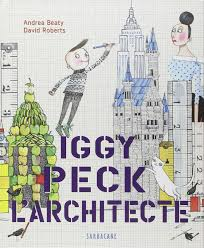 Andrea Beaty
David Roberts
IGGY
PECK
L'ARCHITECTE
SARBACANE